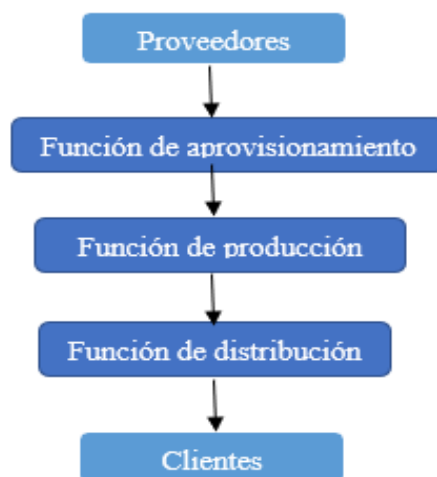 Proveedores
Función de aprovisionamiento
Función de producción
Función de distribución
Clientes